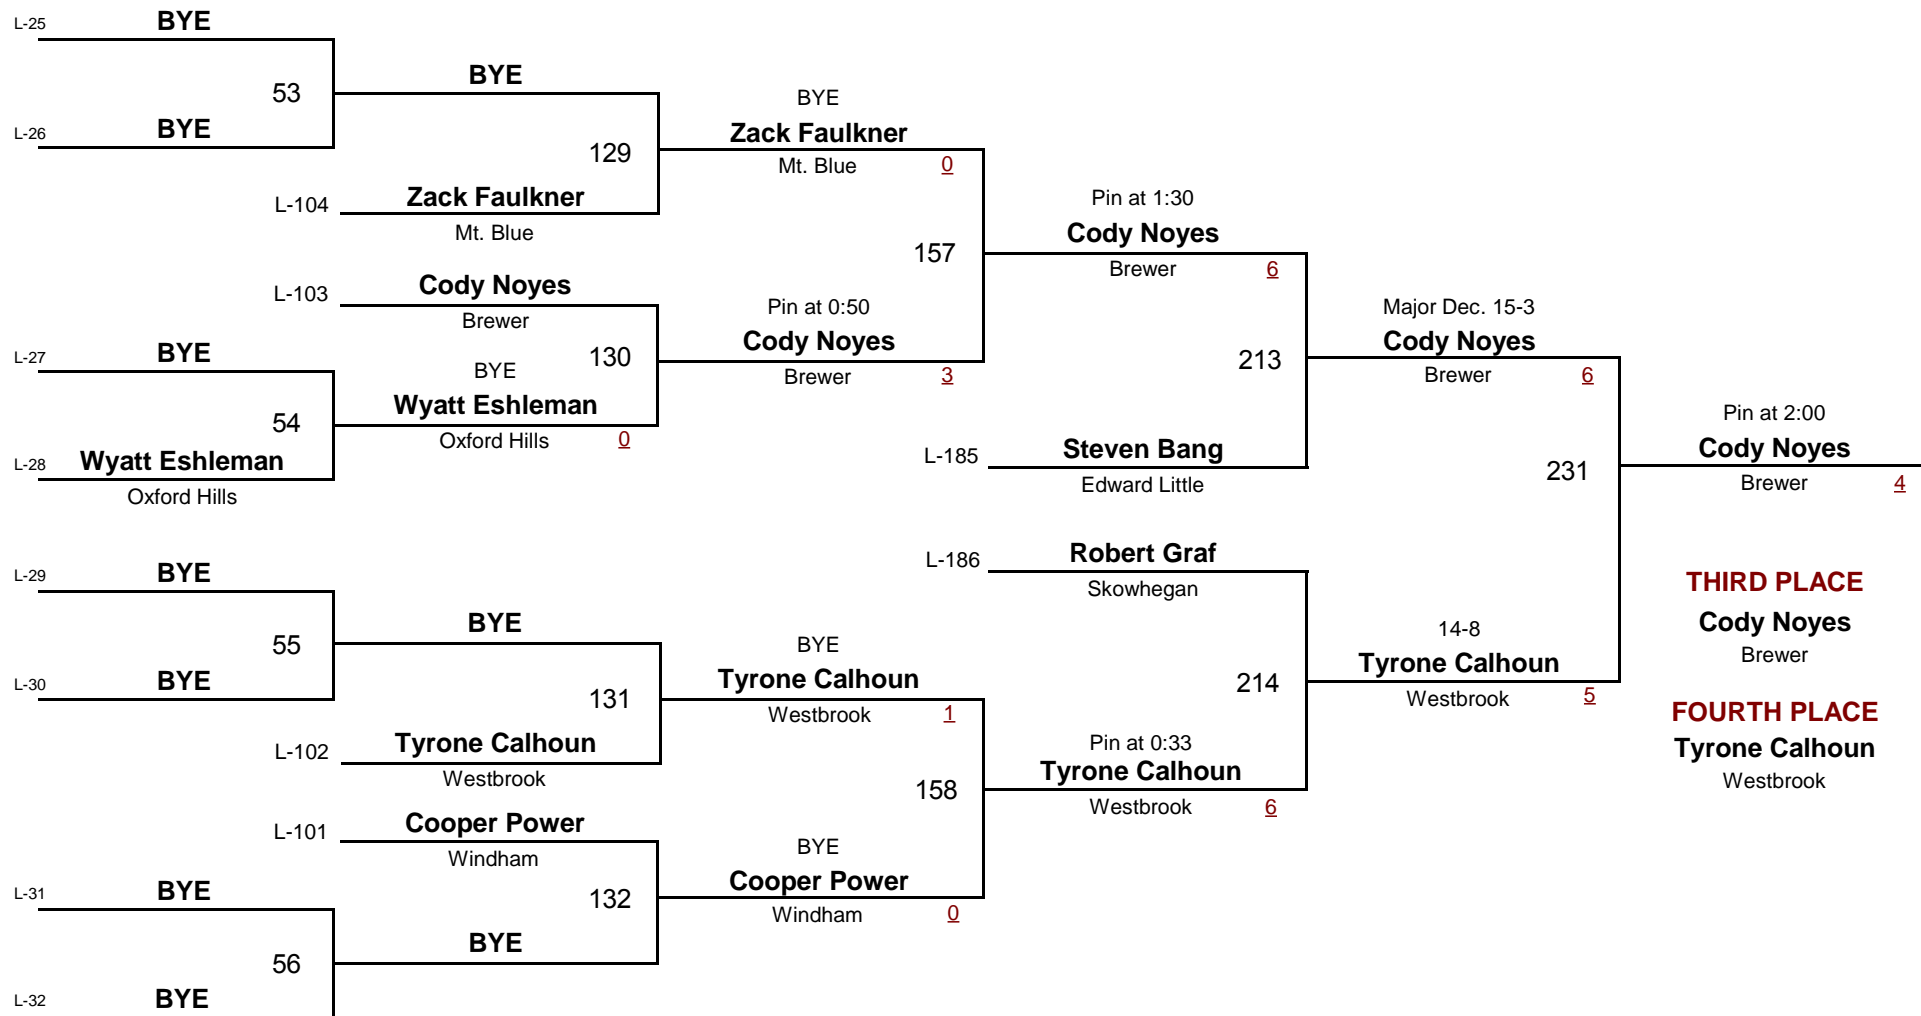 L-25 BYE
53
L-26 BYE
BYE
129
L-104 Zack Faulkner
Mt. Blue
BYE
Zack Faulkner
Mt. Blue 0
157
L-103 Cody Noyes
Brewer
130
L-27 BYE
54
L-28 Wyatt Eshleman
Oxford Hills
BYE
Wyatt Eshleman
Oxford Hills 0
Pin at 0:50
Cody Noyes
Brewer 3
Pin at 1:30
Cody Noyes
Brewer 6
213
L-185 Steven Bang
Edward Little
Major Dec. 15-3
Cody Noyes
Brewer 6
231
Pin at 2:00
Cody Noyes
Brewer 4
L-29 BYE
55
L-30 BYE
BYE
131
L-102 Tyrone Calhoun
Westbrook
BYE
Tyrone Calhoun
Westbrook 1
158
L-101 Cooper Power
Windham
132
L-31 BYE
56
L-32 BYE
BYE
BYE
Cooper Power
Windham 0
L-186 Robert Graf
Skowhegan
214
Pin at 0:33
Tyrone Calhoun
Westbrook 6
14-8
Tyrone Calhoun
Westbrook 5
THIRD PLACE
Cody Noyes
Brewer
FOURTH PLACE
Tyrone Calhoun
Westbrook